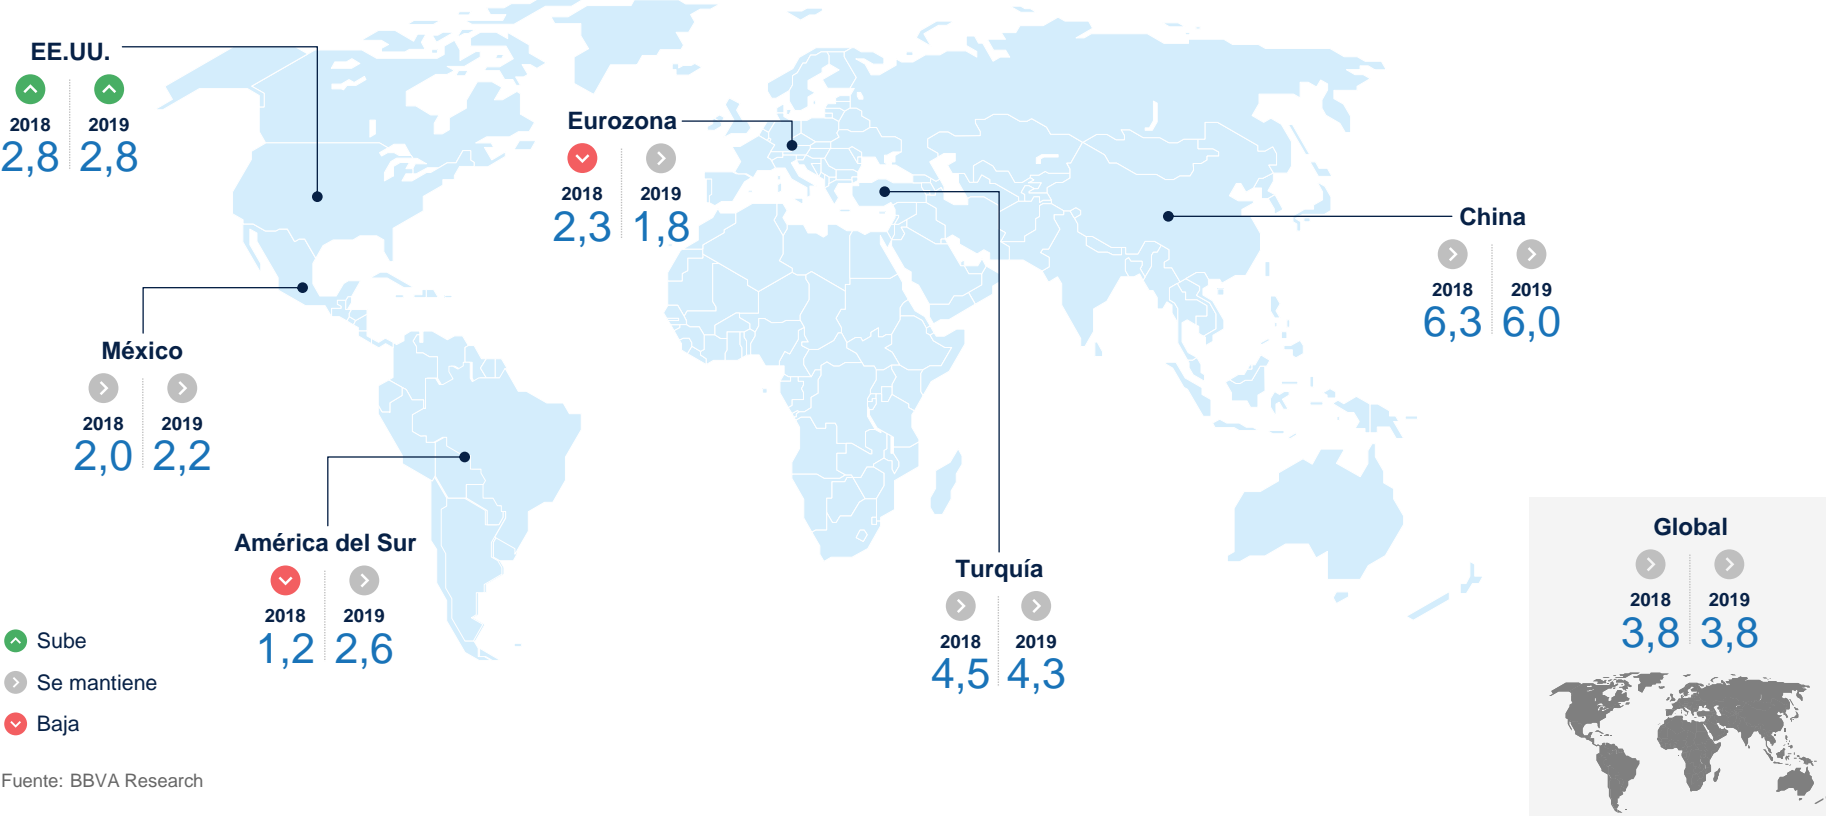 EE.UU.
2018 2019
2,8 2,8
Eurozona
2018 2019
2,3 1,8
China
2018 2019
6,3 6,0
México
2018 2019
2,0 2,2
América del Sur
2018 2019
1,2 2,6
Turquía
2018 2019
4,5 4,3
Global
2018 2019
3,8 3,8
Sube
Se mantiene
Baja
Fuente: BBVA Research